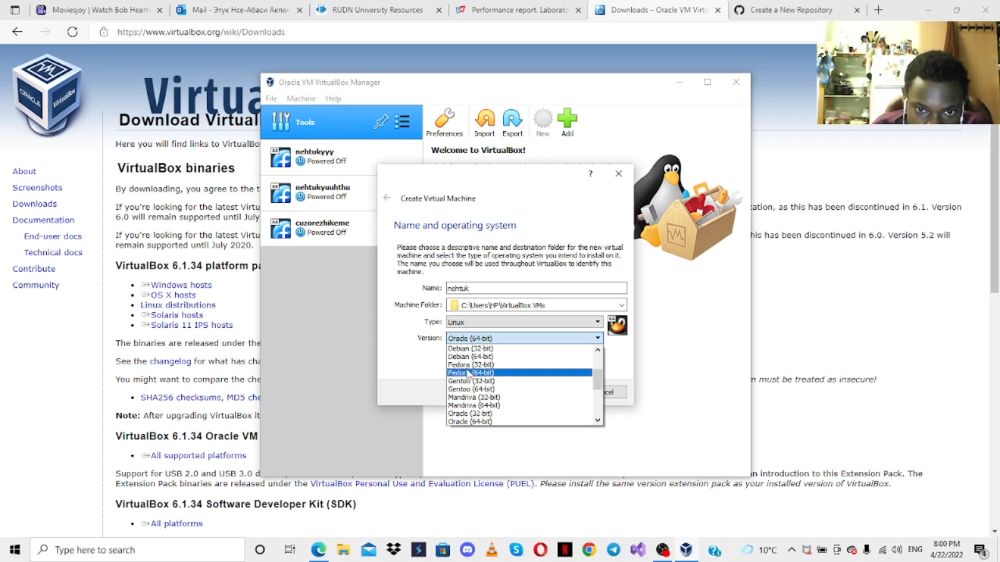 Moviesjoy | Watch Bob Hearts
Mail - Этук Нсе-Абаси Акпан
RUDN University Resources
Performance report. Laborato
Downloads – Oracle VM Virtu
Create a New Repository
https://www.virtualbox.org/wiki/Downloads
ORACLE
VirtualBox
Virtua
Download Virtual
Here you will find links to VirtualBo
About
Screenshots
Downloads
Documentation
End-user docs
Technical docs
Contribute
Community
VirtualBox binaries
By downloading, you agree to the t
If you're looking for the latest Virtu
zation, as this has been discontinued in 6.1. Version
6.0 will remain supported until July
If you're looking for the latest Virtu
his has been discontinued in 6.0. Version 5.2 will
remain supported until July 2020.
VirtualBox 6.1.34 platform pa
Windows hosts
OS X hosts
Linux distributions
Solaris hosts
Solaris 11 IPS hosts
The binaries are released under the
See the changelog for what has cha
You might want to compare the che
m must be treated as insecure!
SHA256 checksums, MD5 che
Note: After upgrading VirtualBox it
VirtualBox 6.1.34 Oracle VM
All supported platforms
Support for USB 2.0 and USB 3.0 d
n introduction to this Extension Pack. The
Extension Pack binaries are released under the VirtualBox Personal Use and Evaluation License (PUEL). Please install the same version extension pack as your installed version of VirtualBox.
VirtualBox 6.1.34 Software Developer Kit (SDK)
All platforms
Oracle VM VirtualBox Manager
File Machine Help
Tools
Preferences Import Export New Add
Welcome to VirtualBox!
64
nehtukyyy
Powered Off
64
nehtukyuuhthu
Powered Off
64
cuzorezhikeme
Powered Off
?
Create Virtual Machine
Name and operating system
Please choose a descriptive name and destination folder for the new virtual
machine and select the type of operating system you intend to install on it.
The name you choose will be used throughout VirtualBox to identify this
machine.
Name: nehtuk
Machine Folder: C:\Users\HP\VirtualBox VMs
Type: Linux
64
Version: Oracle (64-bit)
Debian (32-bit)
Debian (64-bit)
Fedora (32-bit)
Fedora (64-bit)
Gentoo (32-bit)
Gentoo (64-bit)
Mandriva (32-bit)
Mandriva (64-bit)
Oracle (32-bit)
Oracle (64-bit)
ncel
Type here to search
10°C
ENG
8:00 PM
4/22/2022
4